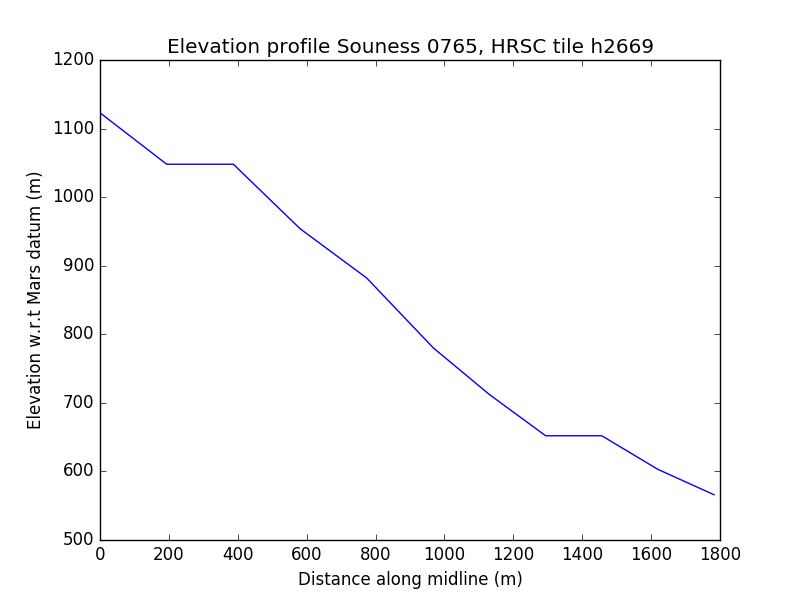 Elevation profile Souness 0765, HRSC tile h2669
1200
1100
1000
900
800
700
600
500
Elevation w.r.t Mars datum (m)
0 200 400 600 800 1000 1200 1400 1600 1800
Distance along midline (m)